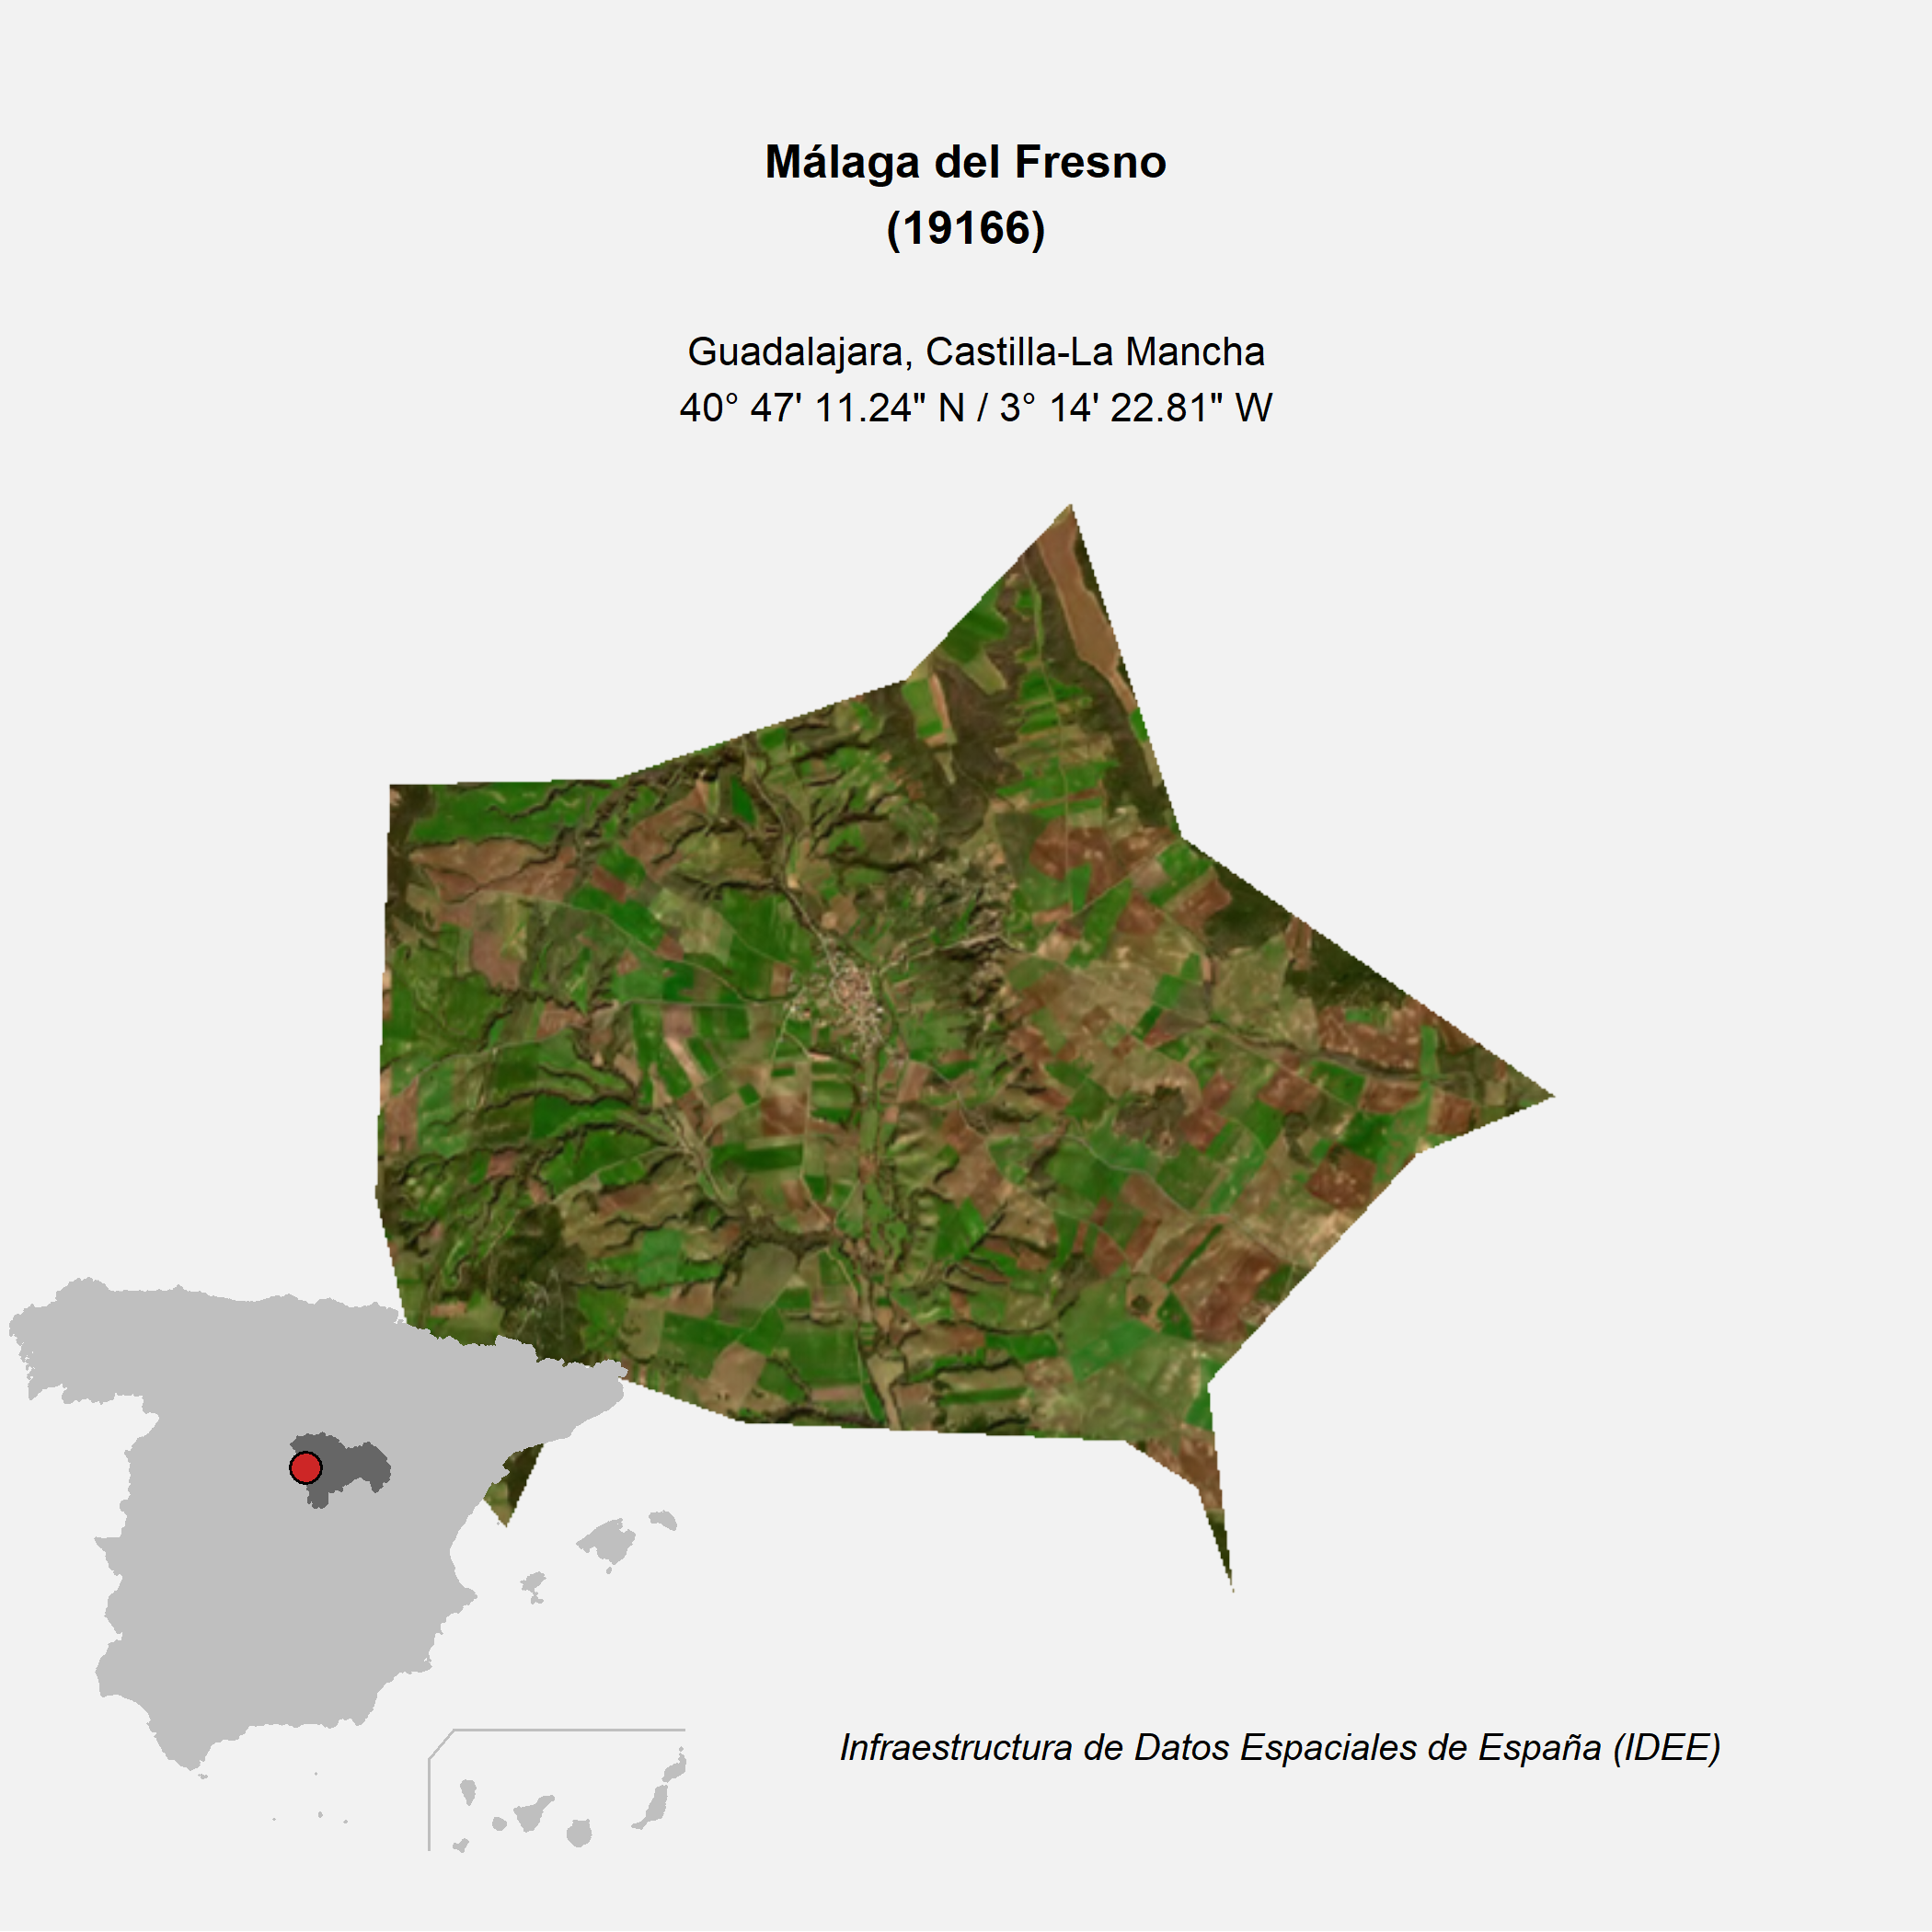 Málaga del Fresno
(19166)
Guadalajara, Castilla-La Mancha
40° 47' 11.24" N / 3° 14' 22.81" W
Infraestructura de Datos Espaciales de España (IDEE)